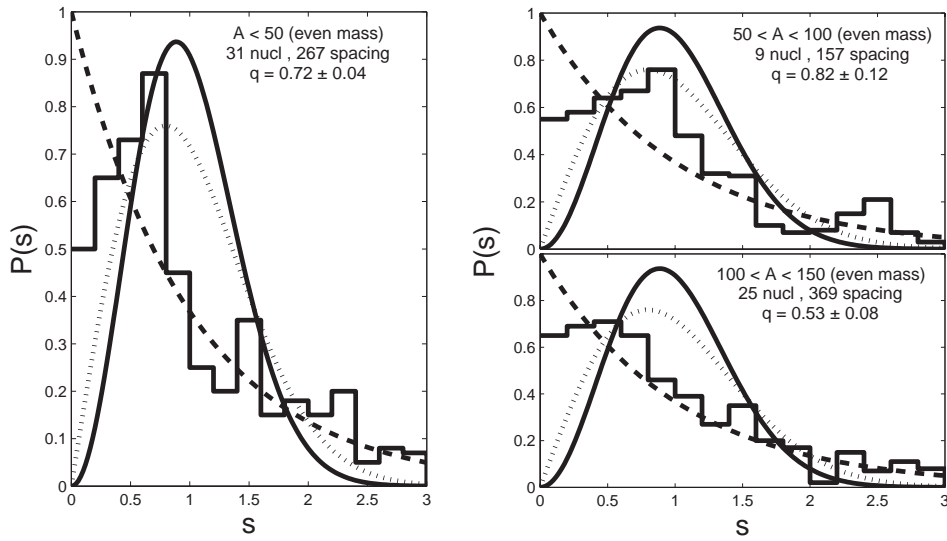 A < 50 (even mass)
31 nucl , 267 spacing
q = 0.72 ± 0.04
P(s)
1
0.9
0.8
0.7
0.6
0.5
0.4
0.3
0.2
0.1
0
0 0.5 1 1.5 2 2.5 3
s
50 < A < 100 (even mass)
9 nucl , 157 spacing
q = 0.82 ± 0.12
P(s)
1
0.8
0.6
0.4
0.2
0
100 < A < 150 (even mass)
25 nucl , 369 spacing
q = 0.53 ± 0.08
P(s)
1
0.8
0.6
0.4
0.2
0
0 0.5 1 1.5 2 2.5 3
s